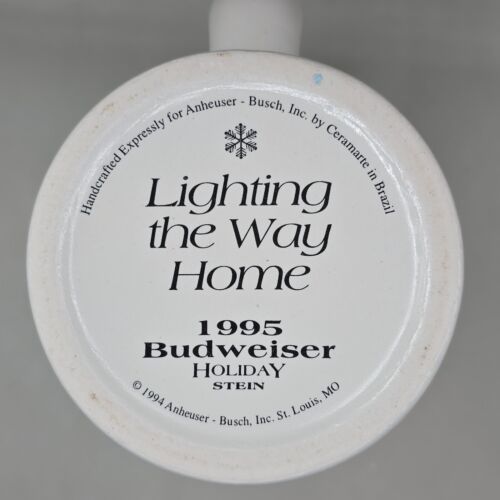 Handcrafted Expressly for Anheuser - Busch, Inc. by Ceramarte in Brazil
Lighting
the Way
Home
1995
Budweiser
HOLIDAY
STEIN
© 1994 Anheuser - Busch, Inc. St. Louis, MO